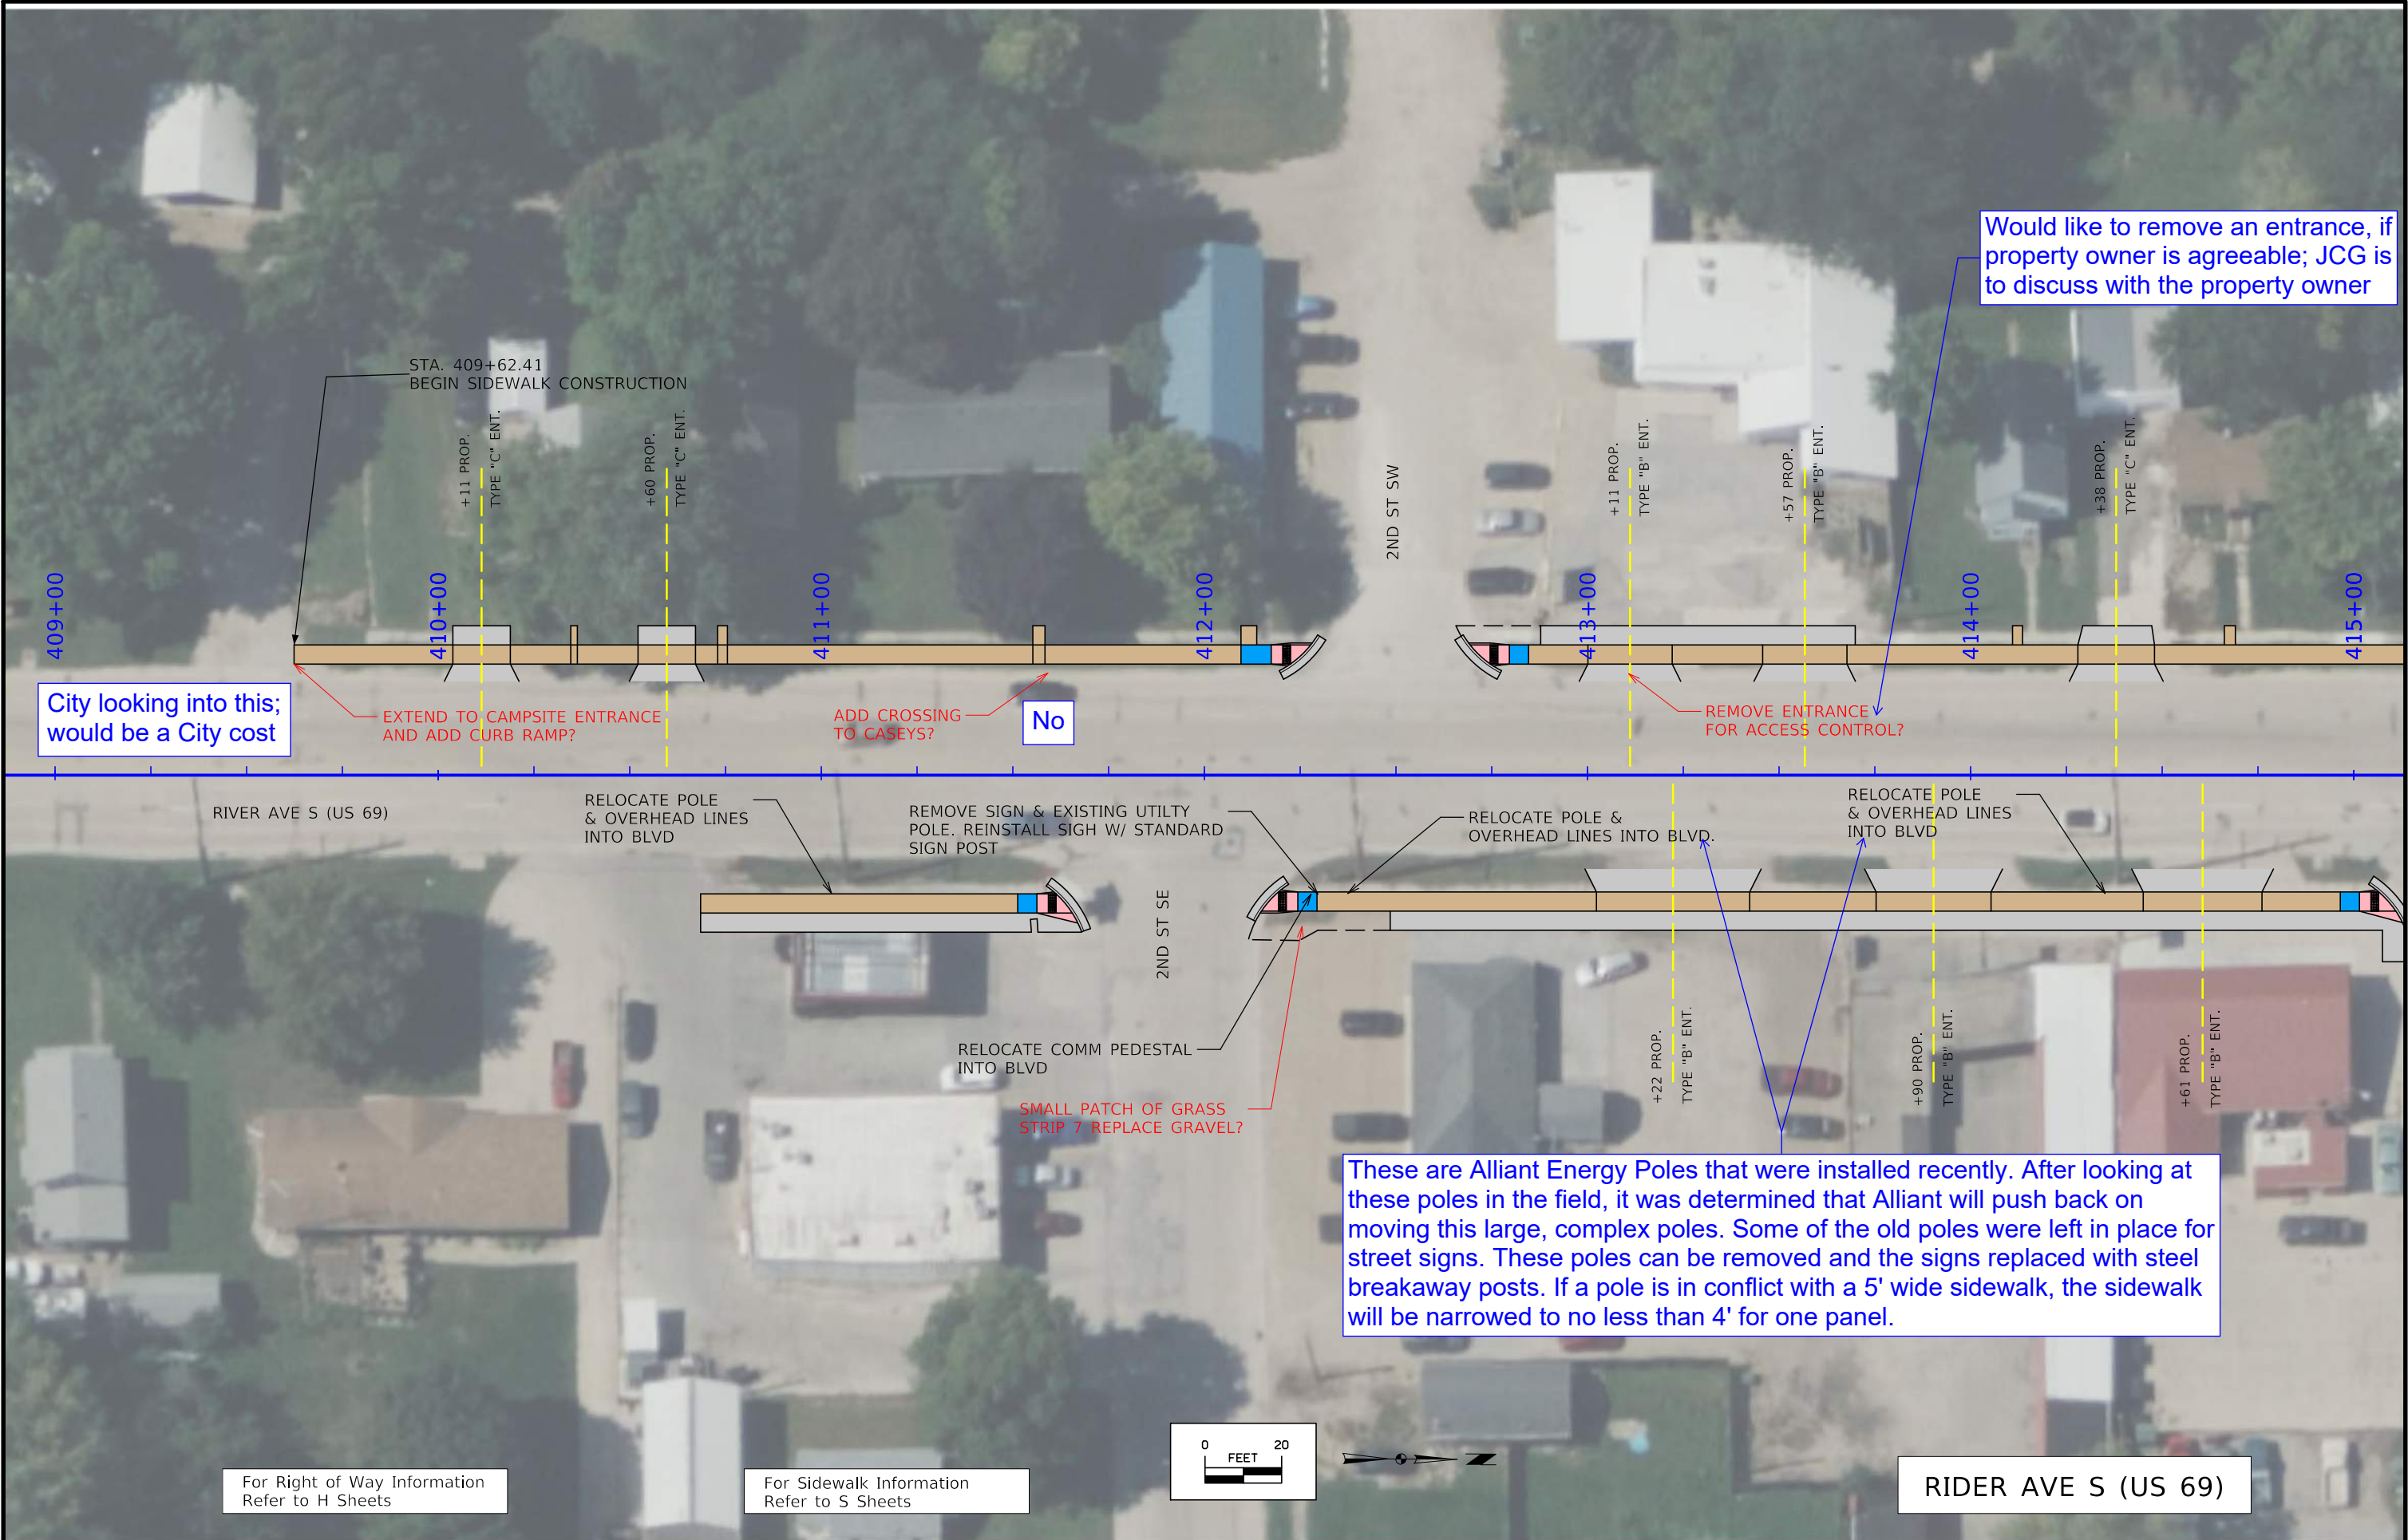 Would like to remove an entrance, if
property owner is agreeable; JCG is
to discuss with the property owner
STA. 409+62.41
BEGIN SIDEWALK CONSTRUCTION
+11 PROP.
TYPE "C" ENT.
+60 PROP.
TYPE "C" ENT.
2ND ST SW
+11 PROP.
TYPE "B" ENT.
+57 PROP.
TYPE "B" ENT.
+38 PROP.
TYPE "C" ENT.
409+00
410+00
411+00
412+00
413+00
414+00
415+00
City looking into this;
would be a City cost
EXTEND TO CAMPSITE ENTRANCE
AND ADD CURB RAMP?
ADD CROSSING
TO CASEYS?
No
REMOVE ENTRANCE
FOR ACCESS CONTROL?
RIVER AVE S (US 69)
RELOCATE POLE
& OVERHEAD LINES
INTO BLVD
REMOVE SIGN & EXISTING UTILTY
POLE. REINSTALL SIGH W/ STANDARD
SIGN POST
RELOCATE POLE &
OVERHEAD LINES INTO BLVD.
RELOCATE POLE
& OVERHEAD LINES
INTO BLVD
2ND ST SE
RELOCATE COMM PEDESTAL
INTO BLVD
SMALL PATCH OF GRASS
STRIP 7 REPLACE GRAVEL?
+22 PROP.
TYPE "B" ENT.
+90 PROP.
TYPE "B" ENT.
+61 PROP.
TYPE "B" ENT.
These are Alliant Energy Poles that were installed recently. After looking at
these poles in the field, it was determined that Alliant will push back on
moving this large, complex poles. Some of the old poles were left in place for
street signs. These poles can be removed and the signs replaced with steel
breakaway posts. If a pole is in conflict with a 5' wide sidewalk, the sidewalk
will be narrowed to no less than 4' for one panel.
For Right of Way Information
Refer to H Sheets
For Sidewalk Information
Refer to S Sheets
0 20
FEET
RIDER AVE S (US 69)